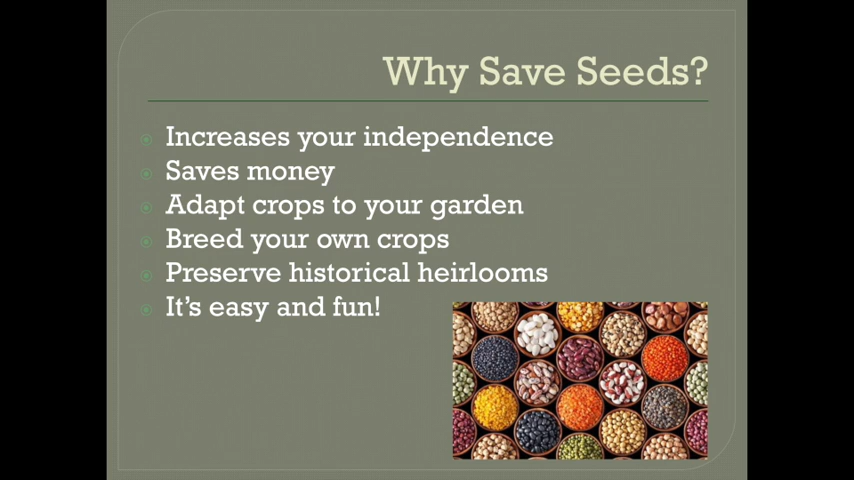 Why Save Seeds?
Increases your independence
Saves money
Adapt crops to your garden
Breed your own crops
Preserve historical heirlooms
It's easy and fun!